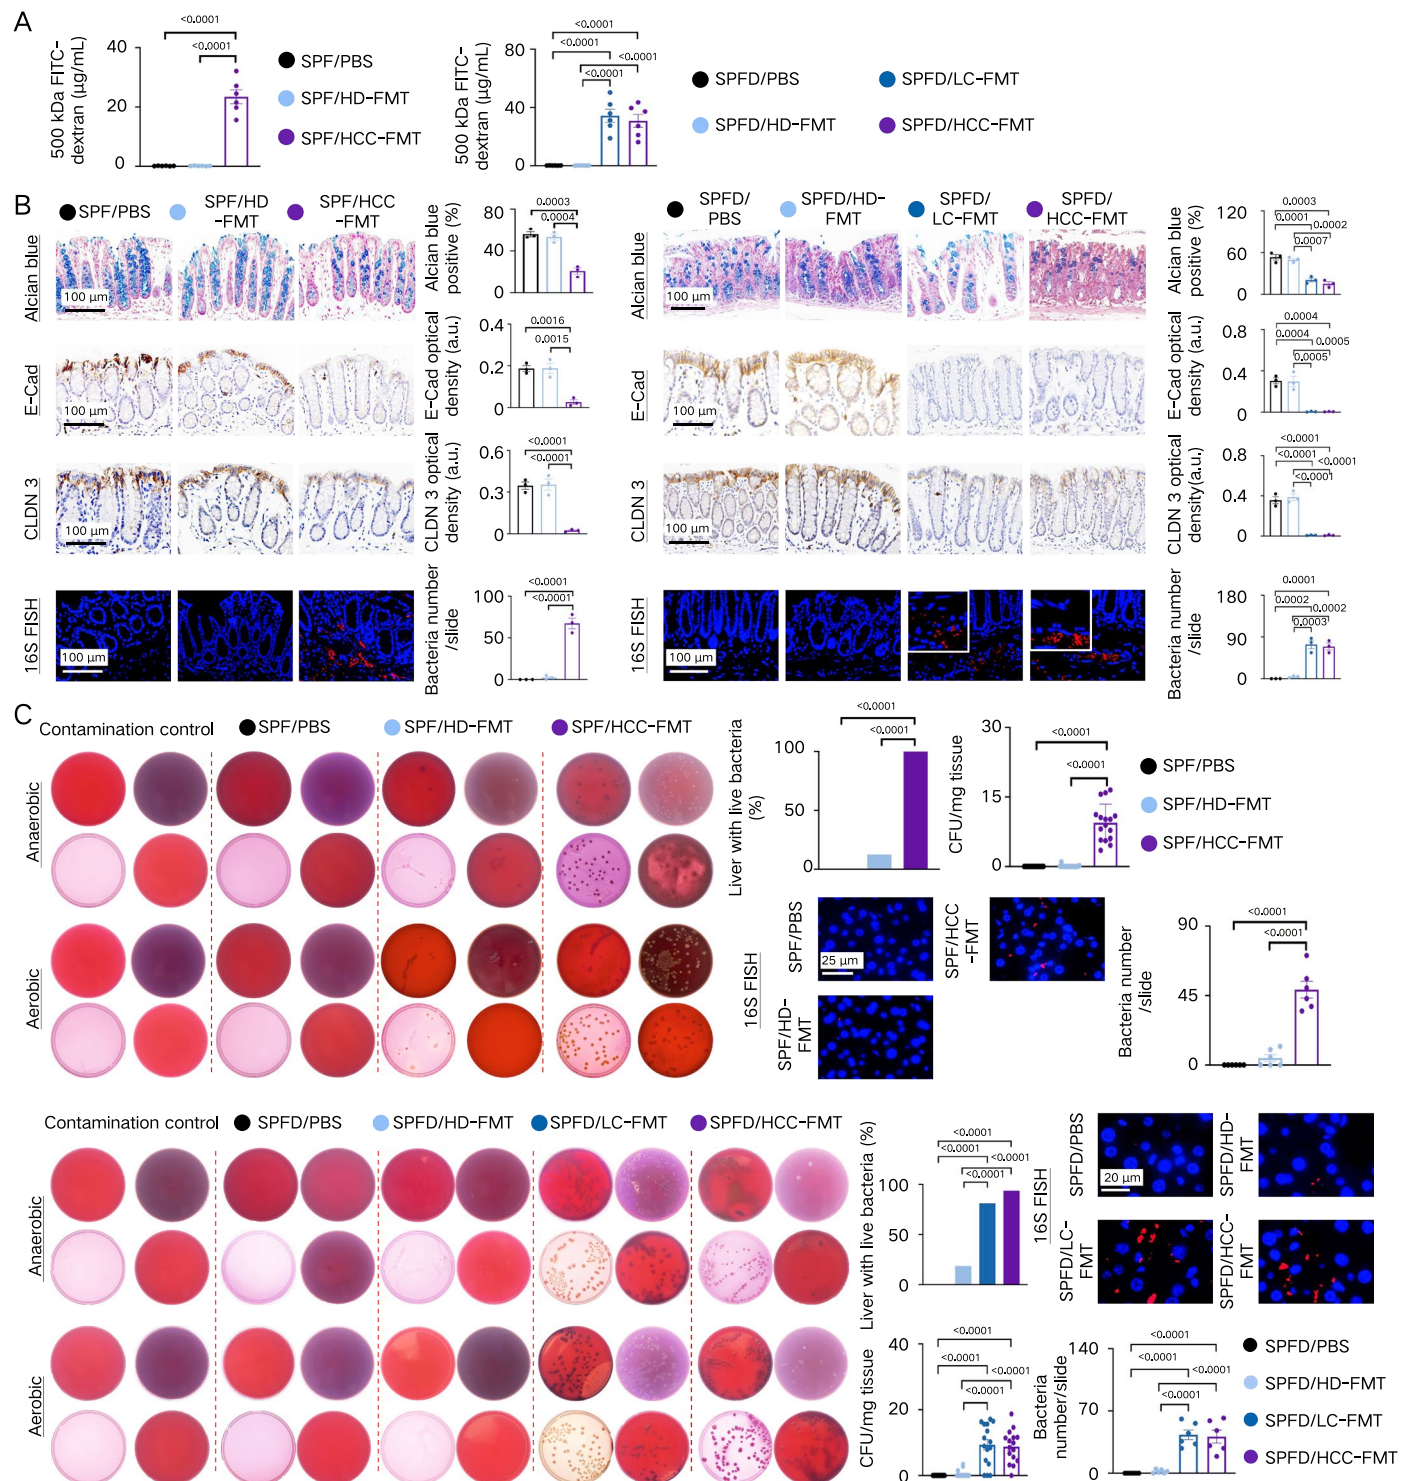 A
500 kDa FITC-
dextran (µg/mL)
40
20
0
<0.0001
<0.0001
SPF/PBS
SPF/HD-FMT
SPF/HCC-FMT
500 kDa FITC-
dextran (µg/mL)
80
40
0
<0.0001
<0.0001
<0.0001
<0.0001
SPFD/PBS
SPFD/HD-FMT
SPFD/LC-FMT
SPFD/HCC-FMT
B
SPF/PBS
SPF/HD
-FMT
SPF/HCC
-FMT
Alcian blue
100 µm
Alcian blue
positive (%)
80
40
0
0.0003
0.0004
E-Cad
100 µm
E-Cad optical
density (a.u.)
0.4
0.2
0
0.0016
0.0015
CLDN 3
100 µm
CLDN 3 optical
density (a.u.)
0.6
0.3
0
<0.0001
<0.0001
16S FISH
100 µm
Bacteria number
/slide
100
50
0
<0.0001
<0.0001
SPFD/
PBS
SPFD/HD-
FMT
SPFD/
LC-FMT
SPFD/
HCC-FMT
Alcian blue
100 µm
Alcian blue
positive (%)
120
60
0
0.0003
0.0001
0.0002
0.0007
E-Cad
100 µm
E-Cad optical
density (a.u.)
0.8
0.4
0
0.0004
0.0004
0.0005
0.0005
CLDN 3
100 µm
CLDN 3 optical
density(a.u.)
0.8
0.4
0
<0.0001
<0.0001
<0.0001
<0.0001
16S FISH
100 µm
Bacteria number
/slide
180
90
0
0.0001
0.0002
0.0002
0.0003
C
Contamination control
SPF/PBS
SPF/HD-FMT
SPF/HCC-FMT
Anaerobic
Aerobic
Liver with live bacteria
(%)
100
50
0
<0.0001
<0.0001
CFU/mg tissue
30
15
0
<0.0001
<0.0001
SPF/PBS
SPF/HD-FMT
SPF/HCC-FMT
16S FISH
SPF/PBS
25 µm
SPF/HCC
-FMT
SPF/HD-
FMT
Bacteria number
/slide
90
45
0
<0.0001
<0.0001
Contamination control
SPFD/PBS
SPFD/HD-FMT
SPFD/LC-FMT
SPFD/HCC-FMT
Anaerobic
Aerobic
Liver with live bacteria (%)
100
50
0
<0.0001
<0.0001
<0.0001
<0.0001
16S FISH
SPFD/PBS
20 µm
SPFD/HD-
FMT
SPFD/LC-
FMT
SPFD/HCC-
FMT
CFU/mg tissue
40
20
0
<0.0001
<0.0001
<0.0001
<0.0001
Bacteria
number/slide
140
70
0
<0.0001
<0.0001
<0.0001
<0.0001
SPFD/PBS
SPFD/HD-FMT
SPFD/LC-FMT
SPFD/HCC-FMT